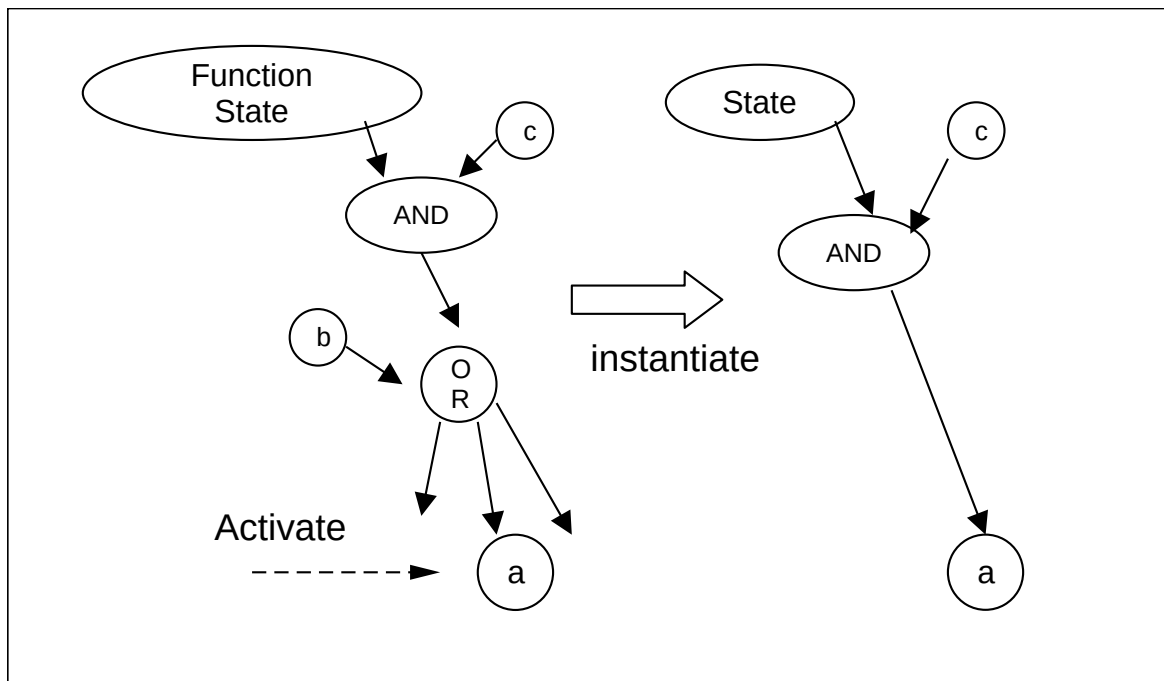 Function
State
c
AND
b
O
R
Activate
a
instantiate
State
c
AND
a